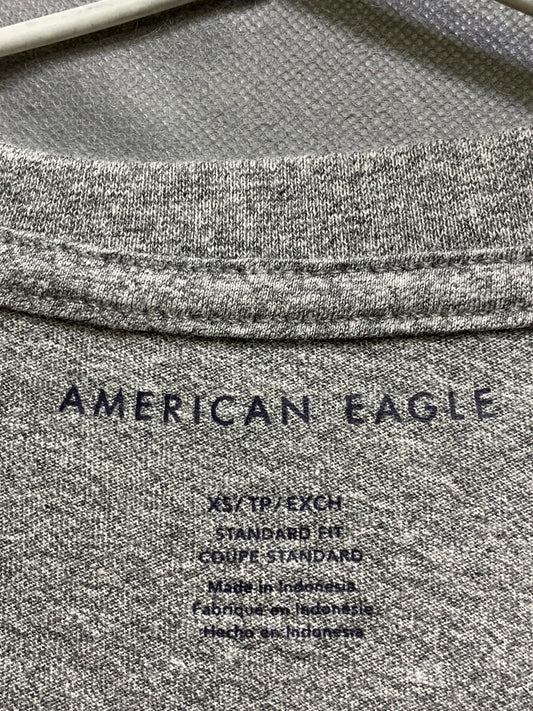 AMERICAN EAGLE
XS/TP/EXCH
STANDARD FIT
COUPE STANDARD
Made in Indonesia
Fabriqué en Indonésie
Hecho en Indonesia